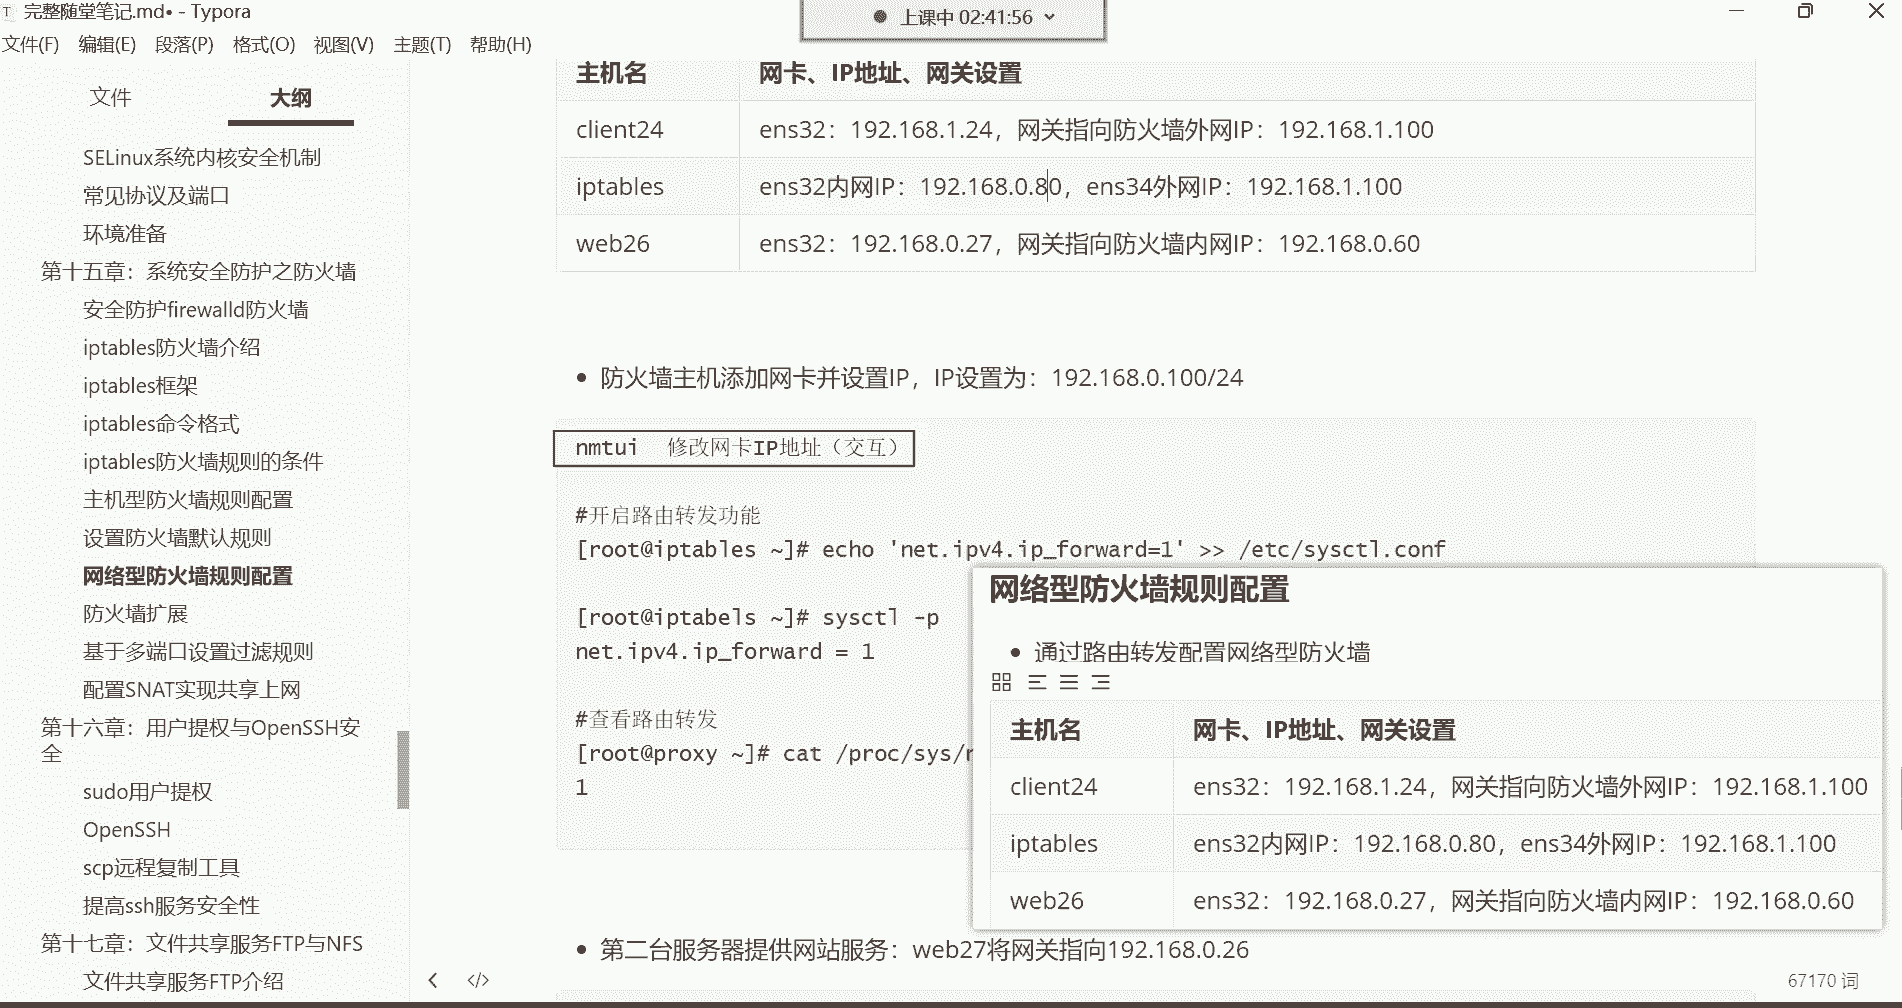 完整随堂笔记.md• - Typora
上课中 02:41:56
文件(F) 编辑(E) 段落(P) 格式(O) 视图(V) 主题(T) 帮助(H)
文件 大纲
SELinux系统内核安全机制
常见协议及端口
环境准备
第十五章：系统安全防护之防火墙
安全防护firewalld防火墙
iptables防火墙介绍
iptables框架
iptables命令格式
iptables防火墙规则的条件
主机型防火墙规则配置
设置防火墙默认规则
网络型防火墙规则配置
防火墙扩展
基于多端口设置过滤规则
配置SNAT实现共享上网
第十六章：用户提权与OpenSSH安
全
sudo用户提权
OpenSSH
scp远程复制工具
提高ssh服务安全性
第十七章：文件共享服务FTP与NFS
文件共享服务FTP介绍
主机名 网卡、IP地址、网关设置
client24 ens32：192.168.1.24，网关指向防火墙外网IP：192.168.1.100
iptables ens32内网IP：192.168.0.80，ens34外网IP：192.168.1.100
web26 ens32：192.168.0.27，网关指向防火墙内网IP：192.168.0.60
• 防火墙主机添加网卡并设置IP，IP设置为：192.168.0.100/24
nmtui 修改网卡IP地址（交互）
#开启路由转发功能
[root@iptables ~]# echo 'net.ipv4.ip_forward=1' >> /etc/sysctl.conf
[root@iptabels ~]# sysctl -p
net.ipv4.ip_forward = 1
#查看路由转发
[root@proxy ~]# cat /proc/sys/
1
网络型防火墙规则配置
• 通过路由转发配置网络型防火墙
主机名 网卡、IP地址、网关设置
client24 ens32：192.168.1.24，网关指向防火墙外网IP：192.168.1.100
iptables ens32内网IP：192.168.0.80，ens34外网IP：192.168.1.100
web26 ens32：192.168.0.27，网关指向防火墙内网IP：192.168.0.60
• 第二台服务器提供网站服务：web27将网关指向192.168.0.26
67170 词